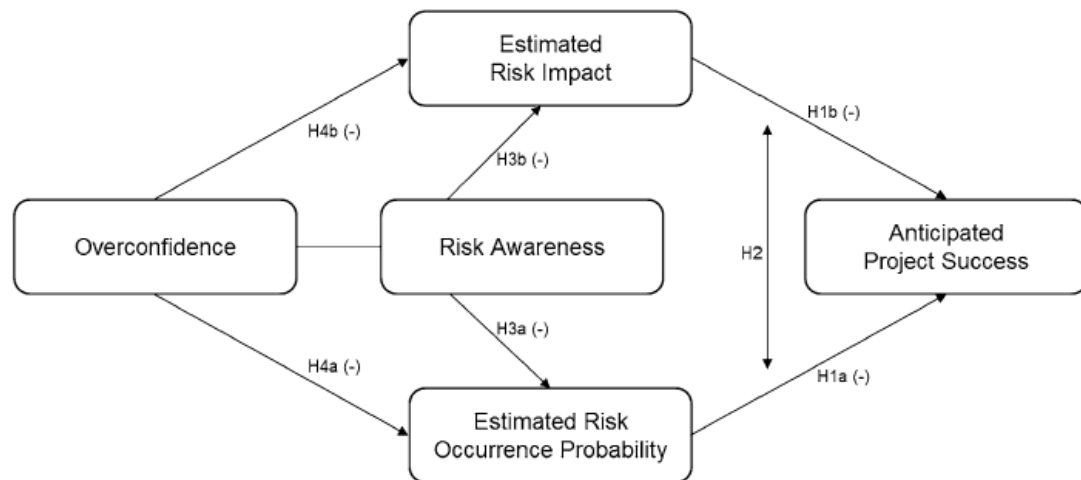 Estimated
Risk Impact
H4b (-)
H3b (-)
H1b (-)
Overconfidence
Risk Awareness
H2
Anticipated
Project Success
H3a (-)
H4a (-)
H1a (-)
Estimated Risk
Occurrence Probability